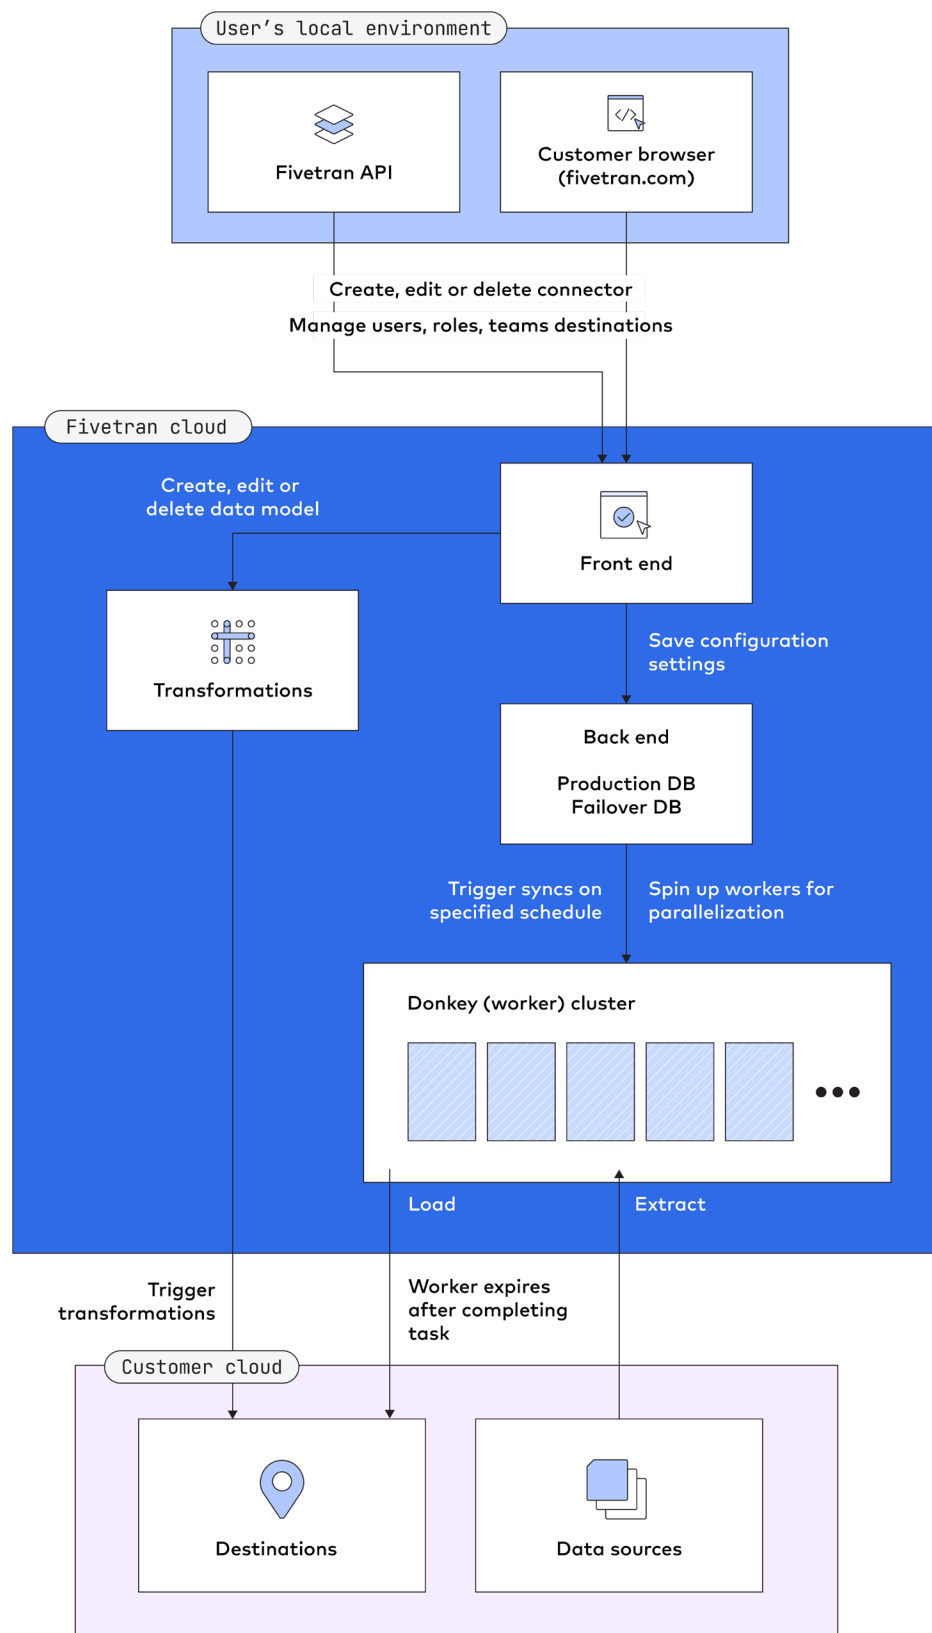 User’s local environment
Fivetran API
Customer browser
(fivetran.com)
Create, edit or delete connector
Manage users, roles, teams destinations
Fivetran cloud
Create, edit or
delete data model
Front end
Transformations
Save configuration
settings
Back end
Production DB
Failover DB
Trigger syncs on
specified schedule
Spin up workers for
parallelization
Donkey (worker) cluster
Load
Extract
Trigger
transformations
Worker expires
after completing
task
Customer cloud
Destinations
Data sources